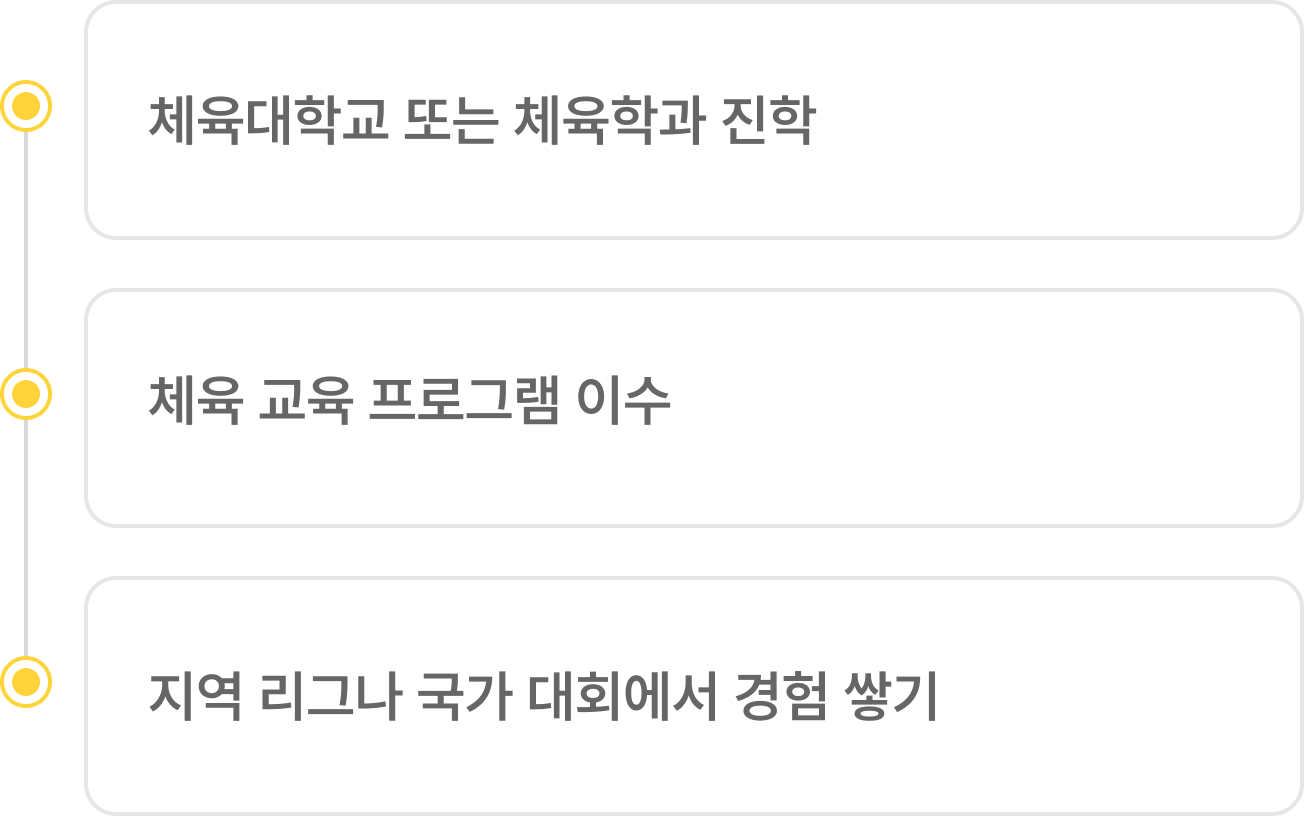 체육대학교 또는 체육학과 진학
체육 교육 프로그램 이수
지역 리그나 국가 대회에서 경험 쌓기